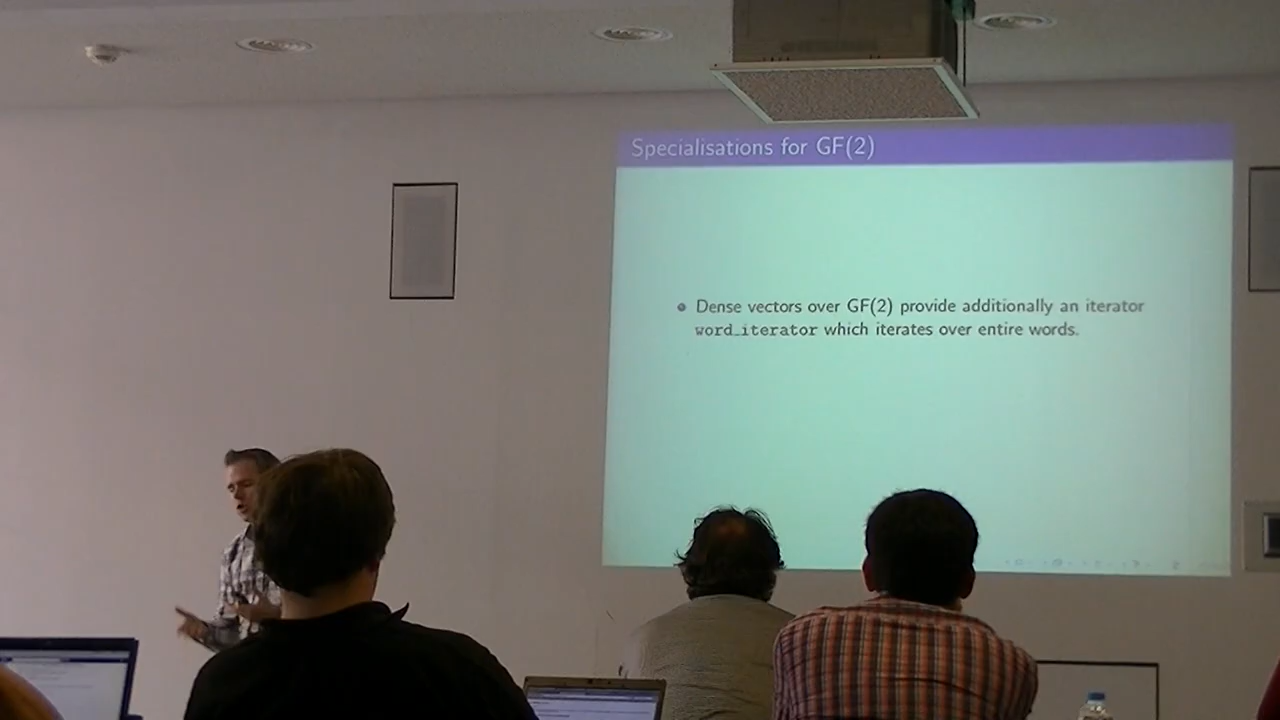 Specialisations for GF(2)
Dense vectors over GF(2) provide additionally an iterator
word_iterator which iterates over entire words.